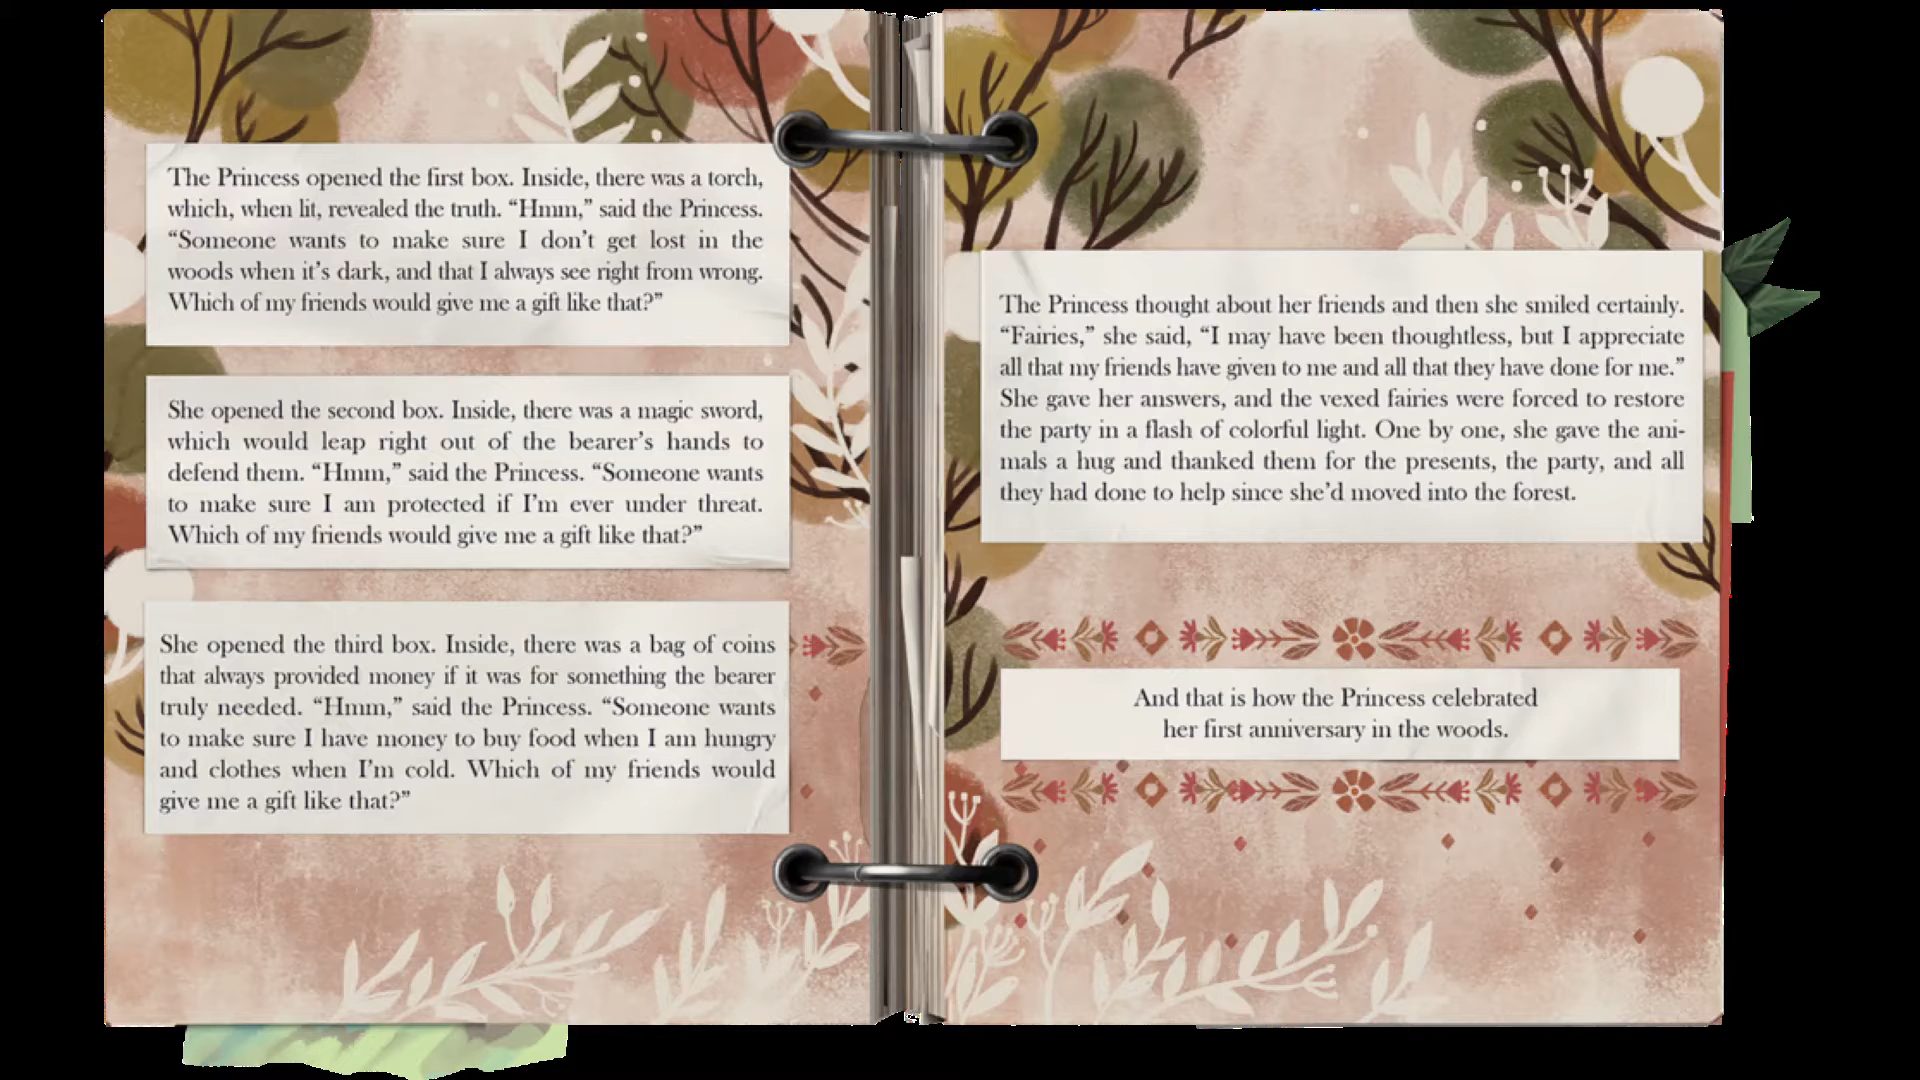 The Princess opened the first box. Inside, there was a torch,
which, when lit, revealed the truth. “Hmm,” said the Princess.
“Someone wants to make sure I don’t get lost in the
woods when it’s dark, and that I always see right from wrong.
Which of my friends would give me a gift like that?”
She opened the second box. Inside, there was a magic sword,
which would leap right out of the bearer’s hands to
defend them. “Hmm,” said the Princess. “Someone wants
to make sure I am protected if I’m ever under threat.
Which of my friends would give me a gift like that?”
She opened the third box. Inside, there was a bag of coins
that always provided money if it was for something the bearer
truly needed. “Hmm,” said the Princess. “Someone wants
to make sure I have money to buy food when I am hungry
and clothes when I’m cold. Which of my friends would
give me a gift like that?”
The Princess thought about her friends and then she smiled certainly.
“Fairies,” she said, “I may have been thoughtless, but I appreciate
all that my friends have given to me and all that they have done for me.”
She gave her answers, and the vexed fairies were forced to restore
the party in a flash of colorful light. One by one, she gave the ani-
mals a hug and thanked them for the presents, the party, and all
they had done to help since she’d moved into the forest.
And that is how the Princess celebrated
her first anniversary in the woods.